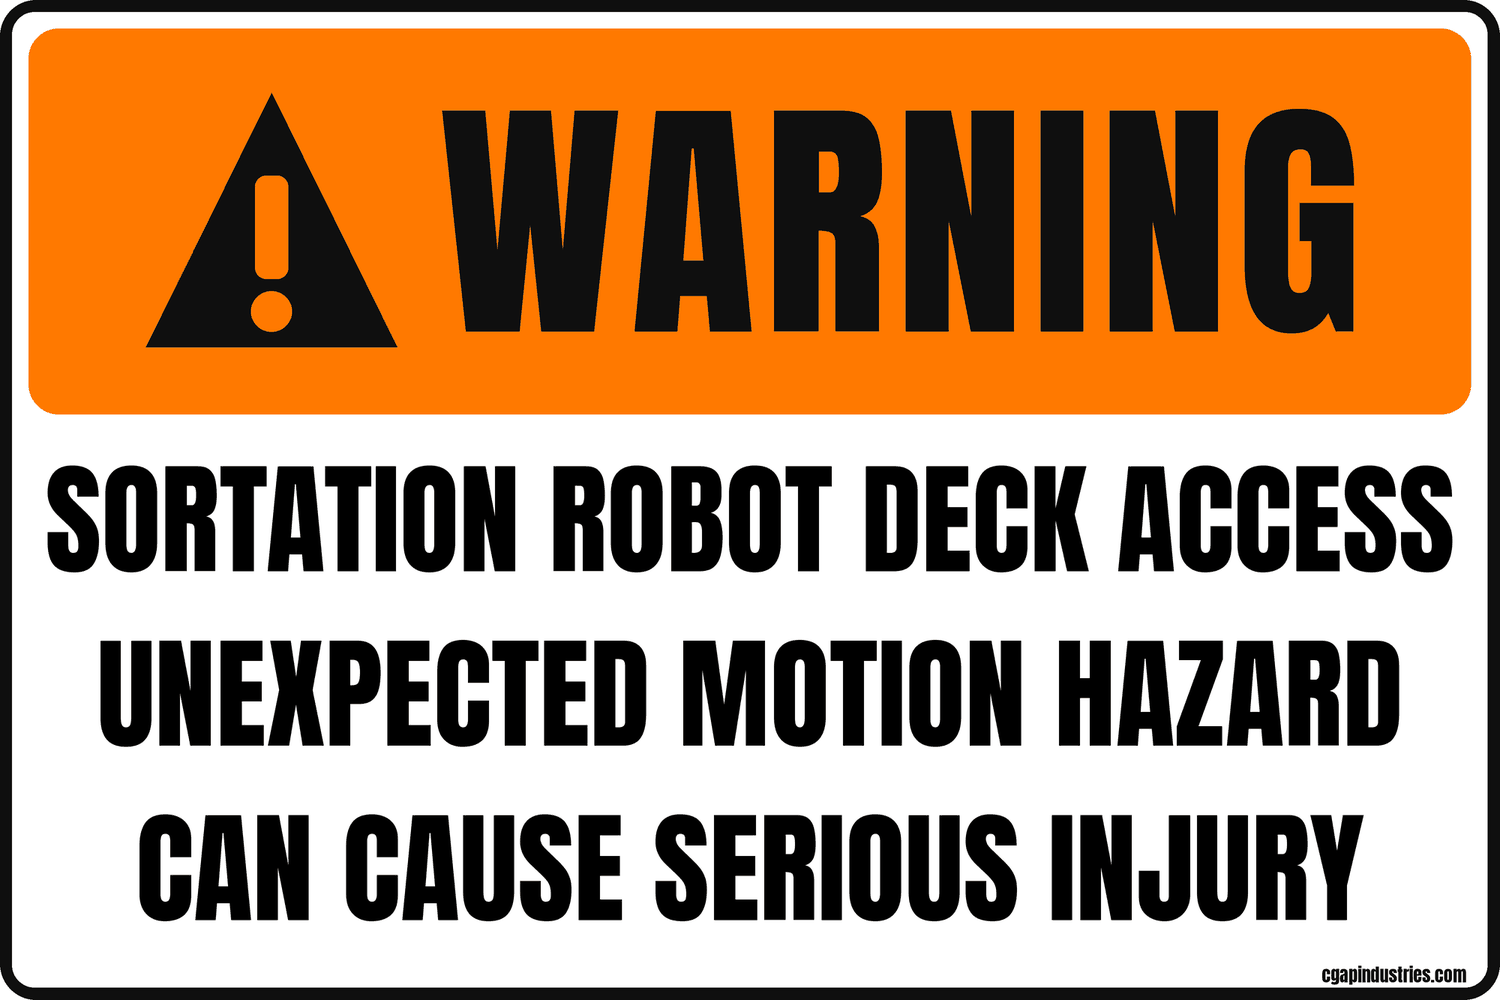 WARNING
SORTATION ROBOT DECK ACCESS
UNEXPECTED MOTION HAZARD
CAN CAUSE SERIOUS INJURY
cgapindustries.com